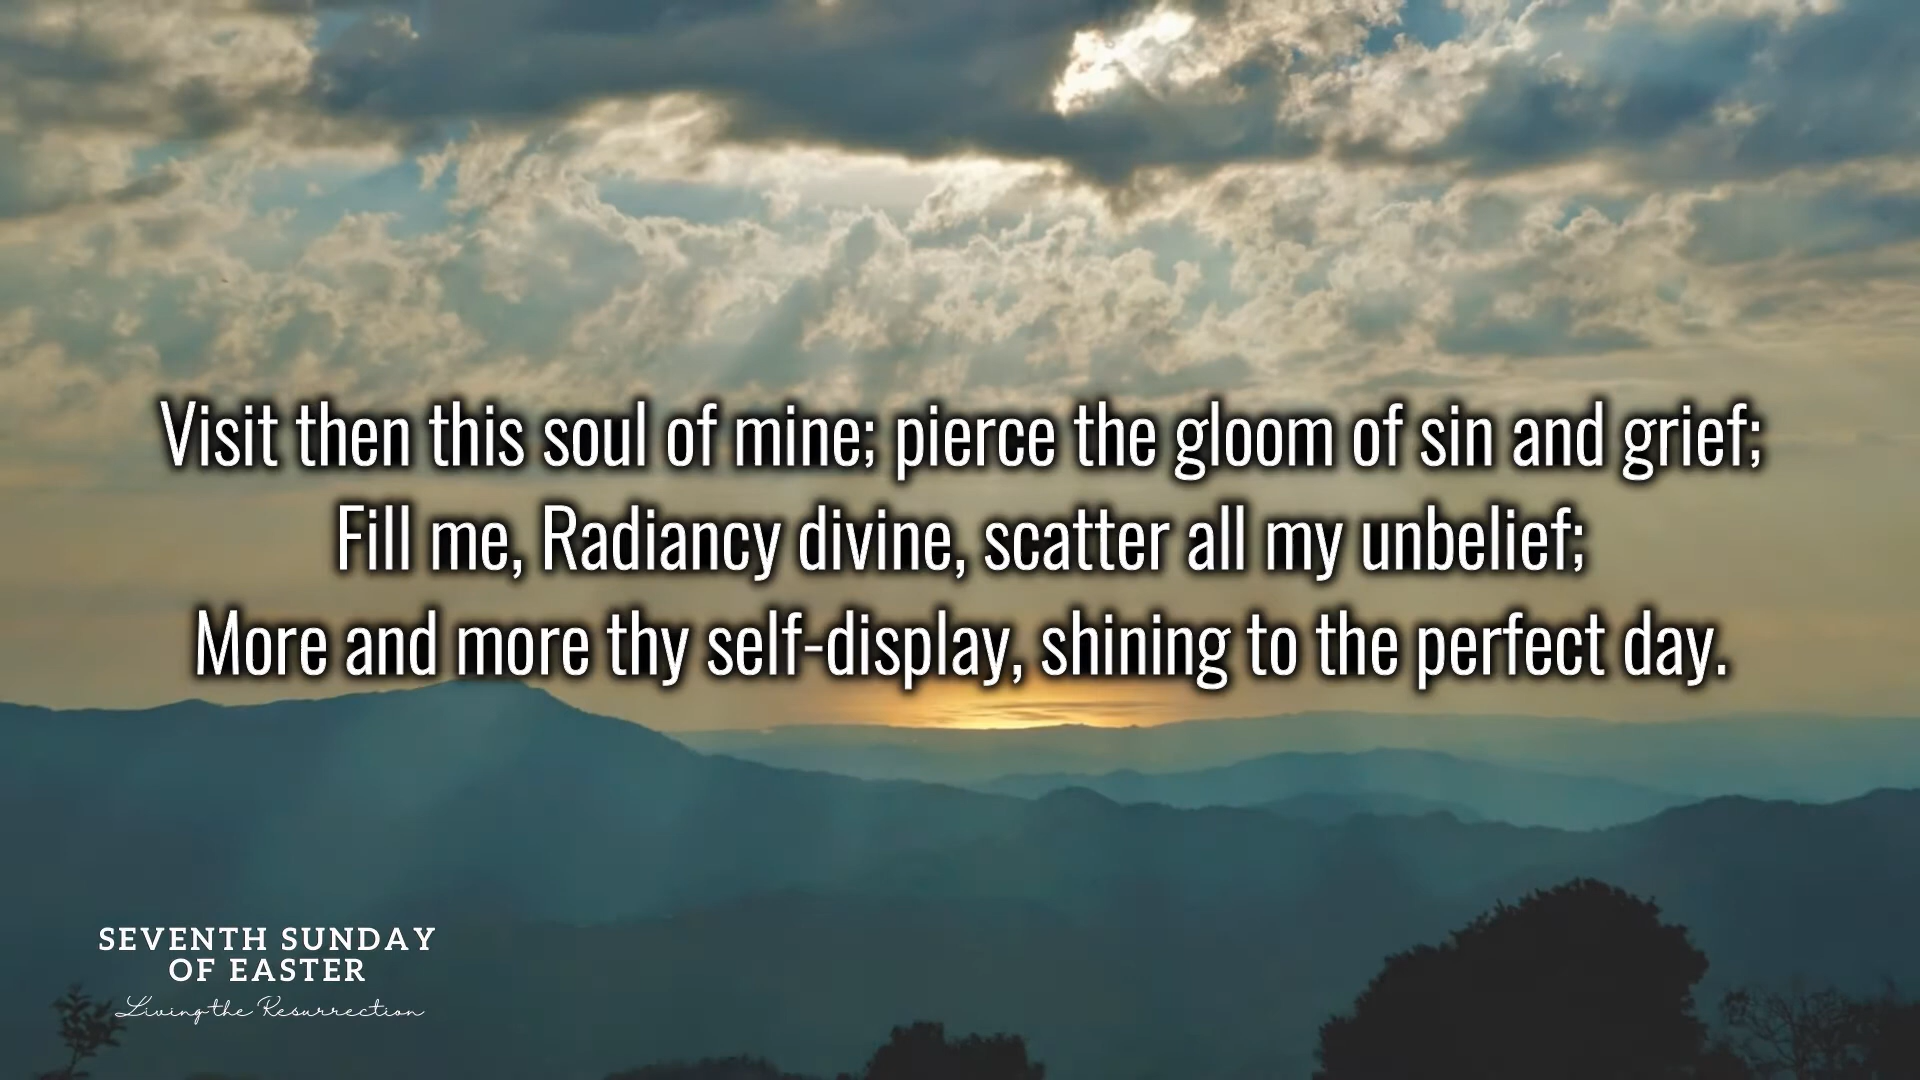 Visit then this soul of mine; pierce the gloom of sin and grief;
Fill me, Radiancy divine, scatter all my unbelief;
More and more thy self-display, shining to the perfect day.
SEVENTH SUNDAY
OF EASTER
Living the Resurrection